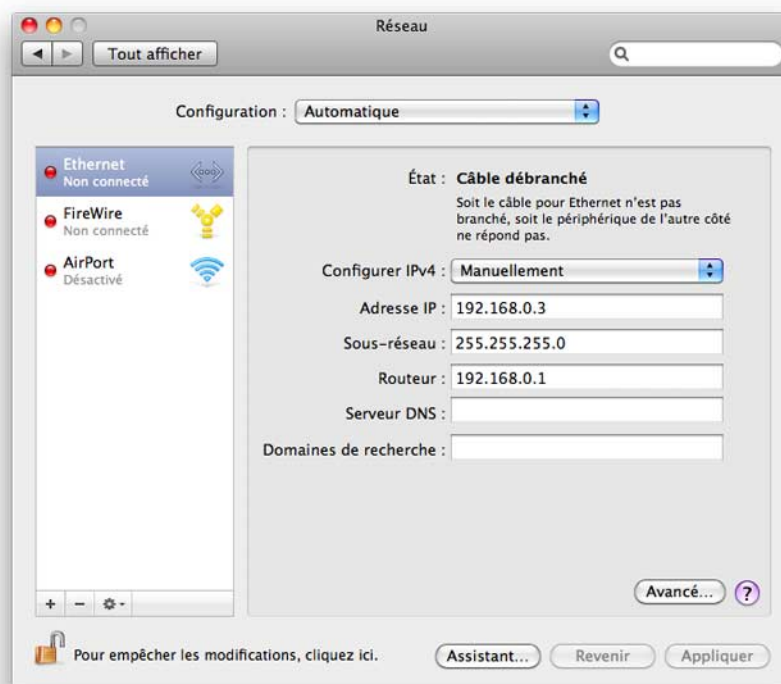 Réseau
Tout afficher
Configuration : Automatique
Ethernet
Non connecté
FireWire
Non connecté
AirPort
Désactivé
État : Câble débranché
Soit le câble pour Ethernet n'est pas
branché, soit le périphérique de l'autre côté
ne répond pas.
Configurer IPv4 : Manuellement
Adresse IP : 192.168.0.3
Sous-réseau : 255.255.255.0
Routeur : 192.168.0.1
Serveur DNS :
Domaines de recherche :
Avancé... ?
+ −
Pour empêcher les modifications, cliquez ici.
Assistant... Revenir Appliquer